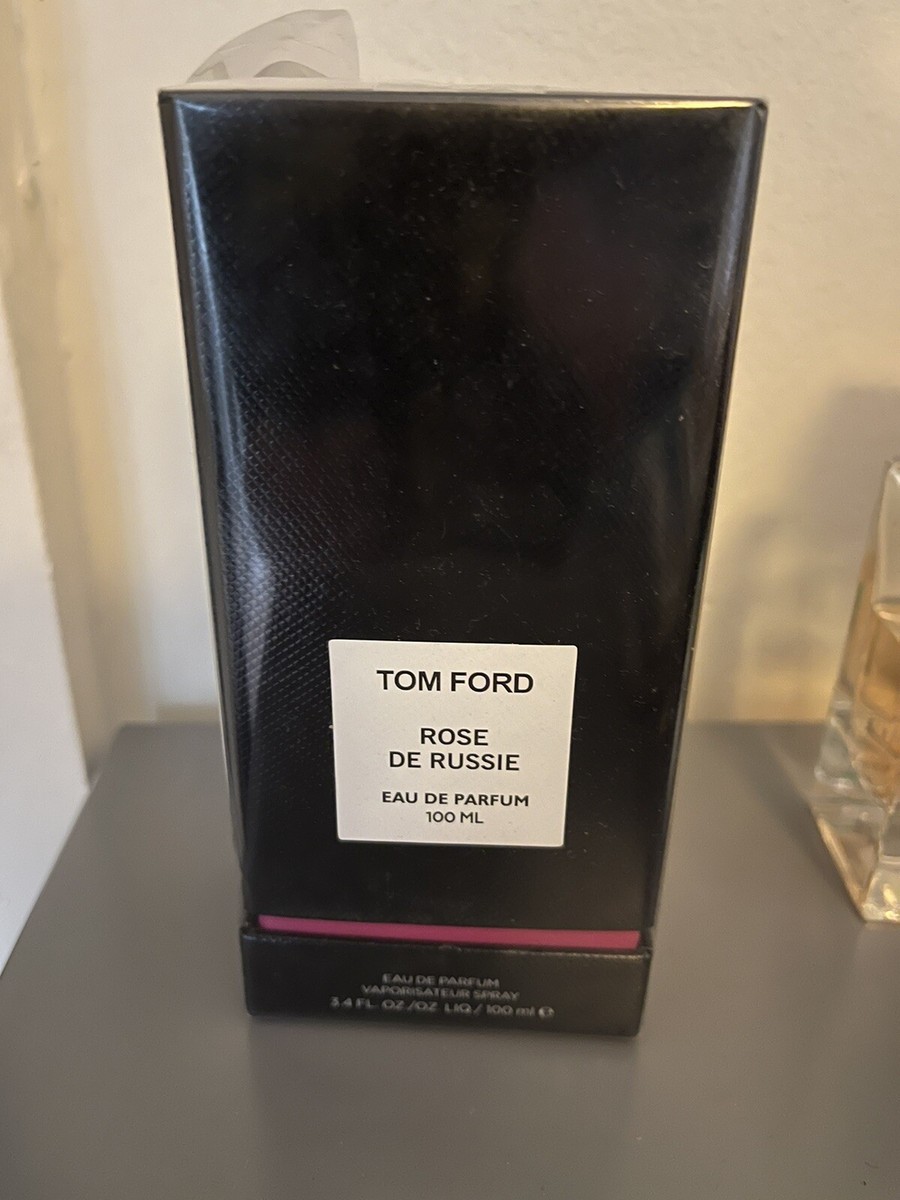 TOM FORD
ROSE
DE RUSSIE
EAU DE PARFUM
100 ML
EAU DE PARFUM
VAPORISATEUR SPRAY
3.4 FL. OZ./OZ LIQ / 100 ml ℮